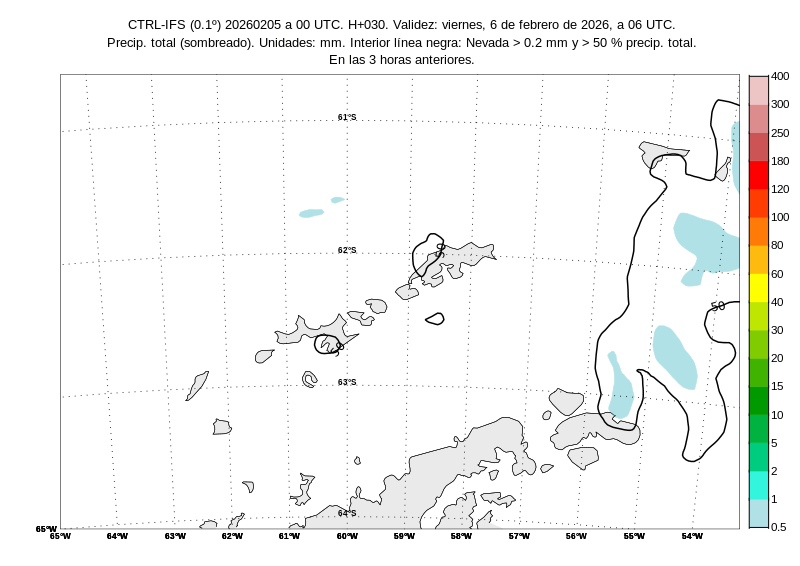 CTRL-IFS (0.1º) 20260205 a 00 UTC. H+030. Validez: viernes, 6 de febrero de 2026, a 06 UTC.
Precip. total (sombreado). Unidades: mm. Interior línea negra: Nevada > 0.2 mm y > 50 % precip. total.
En las 3 horas anteriores.
400
300
250
180
120
100
80
60
40
30
20
15
10
5
2
1
0.5
61°S
62°S
63°S
64°S
50
50
50
65°W
65°W
64°W
63°W
62°W
61°W
60°W
59°W
58°W
57°W
56°W
55°W
54°W